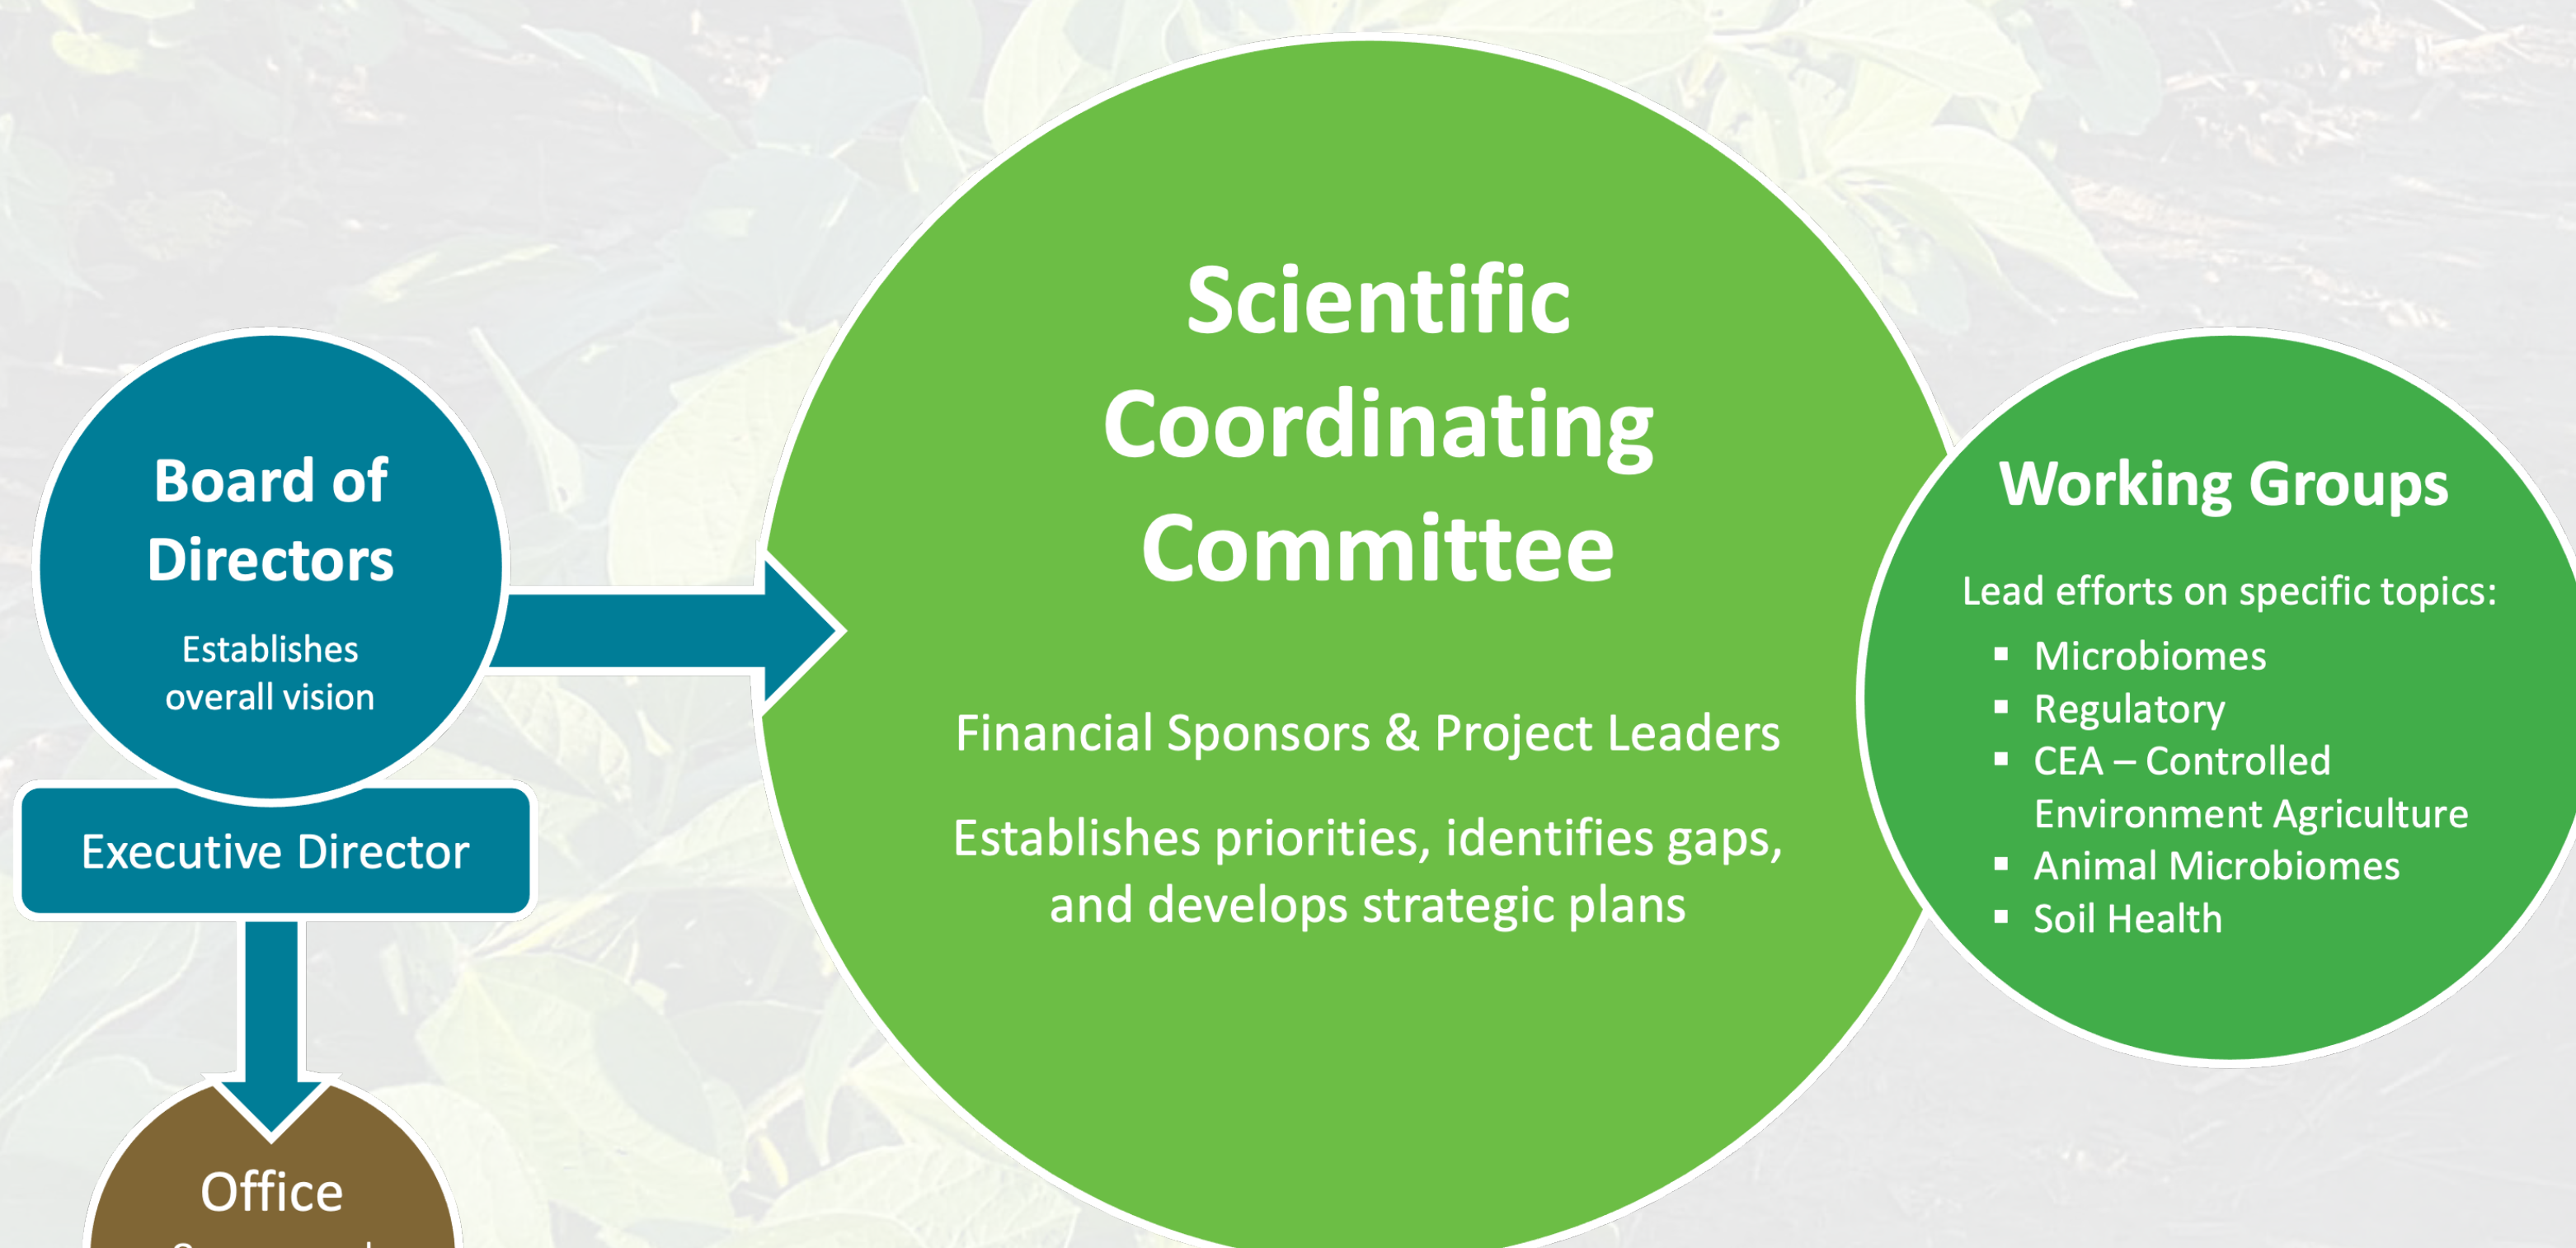 Board of
Directors
Establishes
overall vision
Executive Director
Office
Scientific
Coordinating
Committee
Financial Sponsors & Project Leaders
Establishes priorities, identifies gaps,
and develops strategic plans
Working Groups
Lead efforts on specific topics:
▪ Microbiomes
▪ Regulatory
▪ CEA – Controlled
Environment Agriculture
▪ Animal Microbiomes
▪ Soil Health